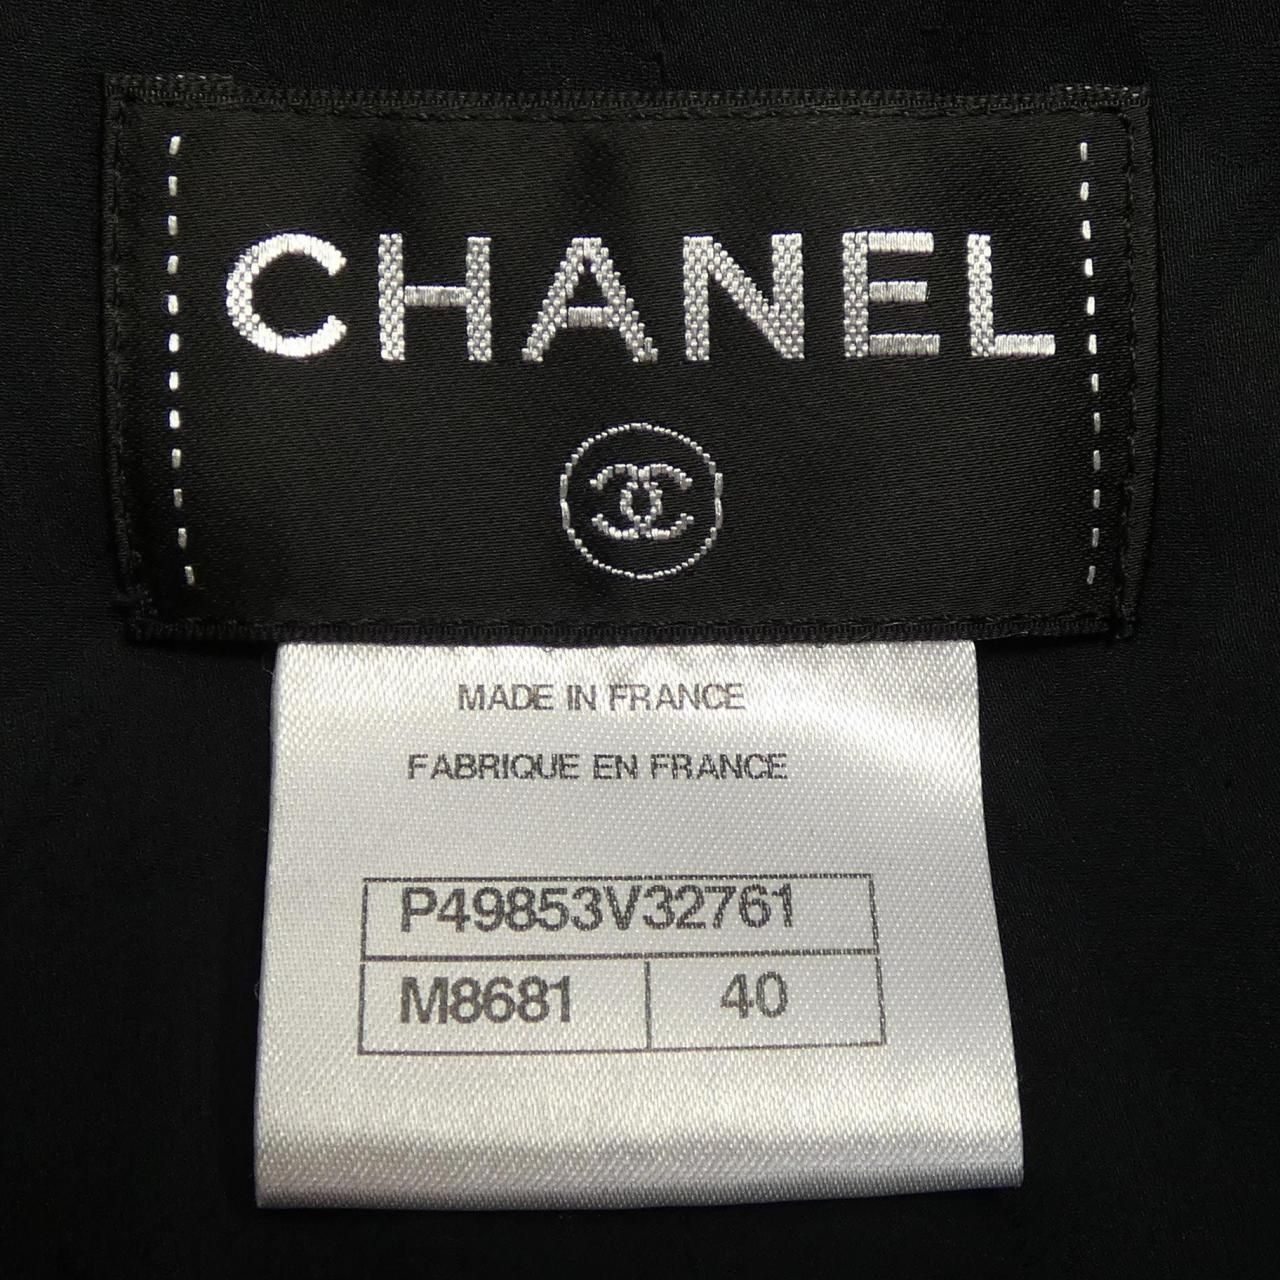 CHANEL
MADE IN FRANCE
FABRIQUE EN FRANCE
P49853V32761
M8681 40